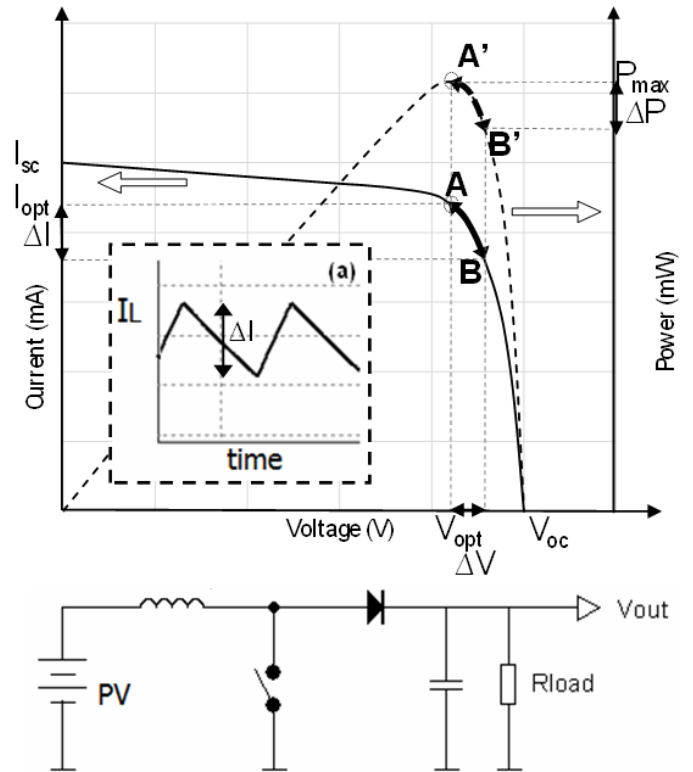 A'
Pmax
ΔP
B'
Isc
Iopt
ΔI
A
B
(a)
IL
ΔI
time
Current (mA)
Power (mW)
Voltage (V)
Vopt
Voc
ΔV
PV
Vout
Rload